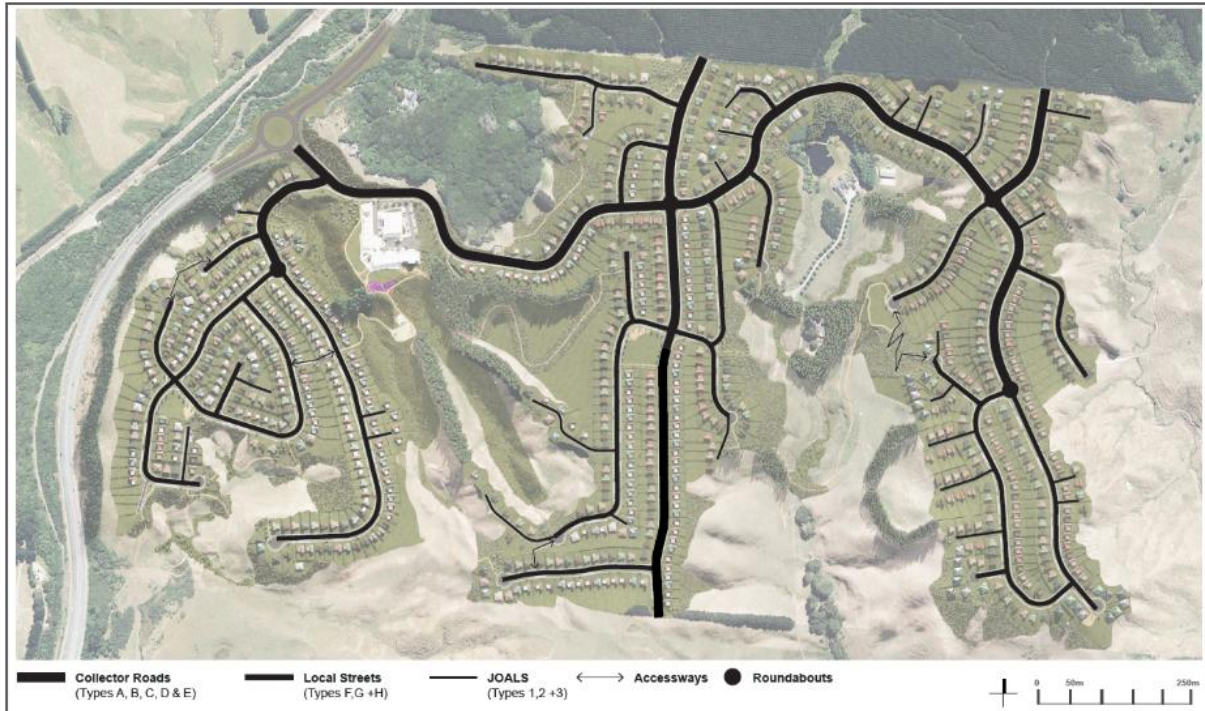 Collector Roads
(Types A, B, C, D & E)
Local Streets
(Types F,G +H)
JOALS
(Types 1,2 +3)
Accessways
Roundabouts
0 50m 250m